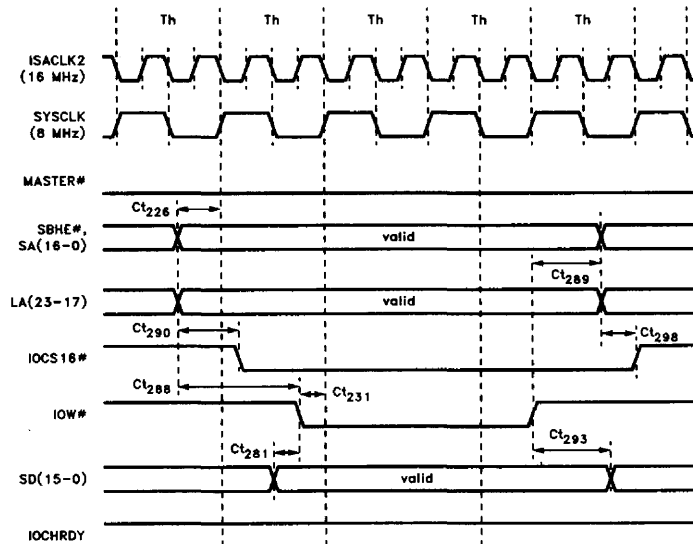 Th Th Th Th Th
ISACLK2
(16 MHz)
SYSCLK
(8 MHz)
MASTER#
Ct226
SBHE#,
SA(16-0)
valid
Ct289
LA(23-17)
valid
Ct290
Ct298
IOCS16#
Ct288
Ct231
IOW#
Ct281
Ct293
SD(15-0)
valid
IOCHRDY